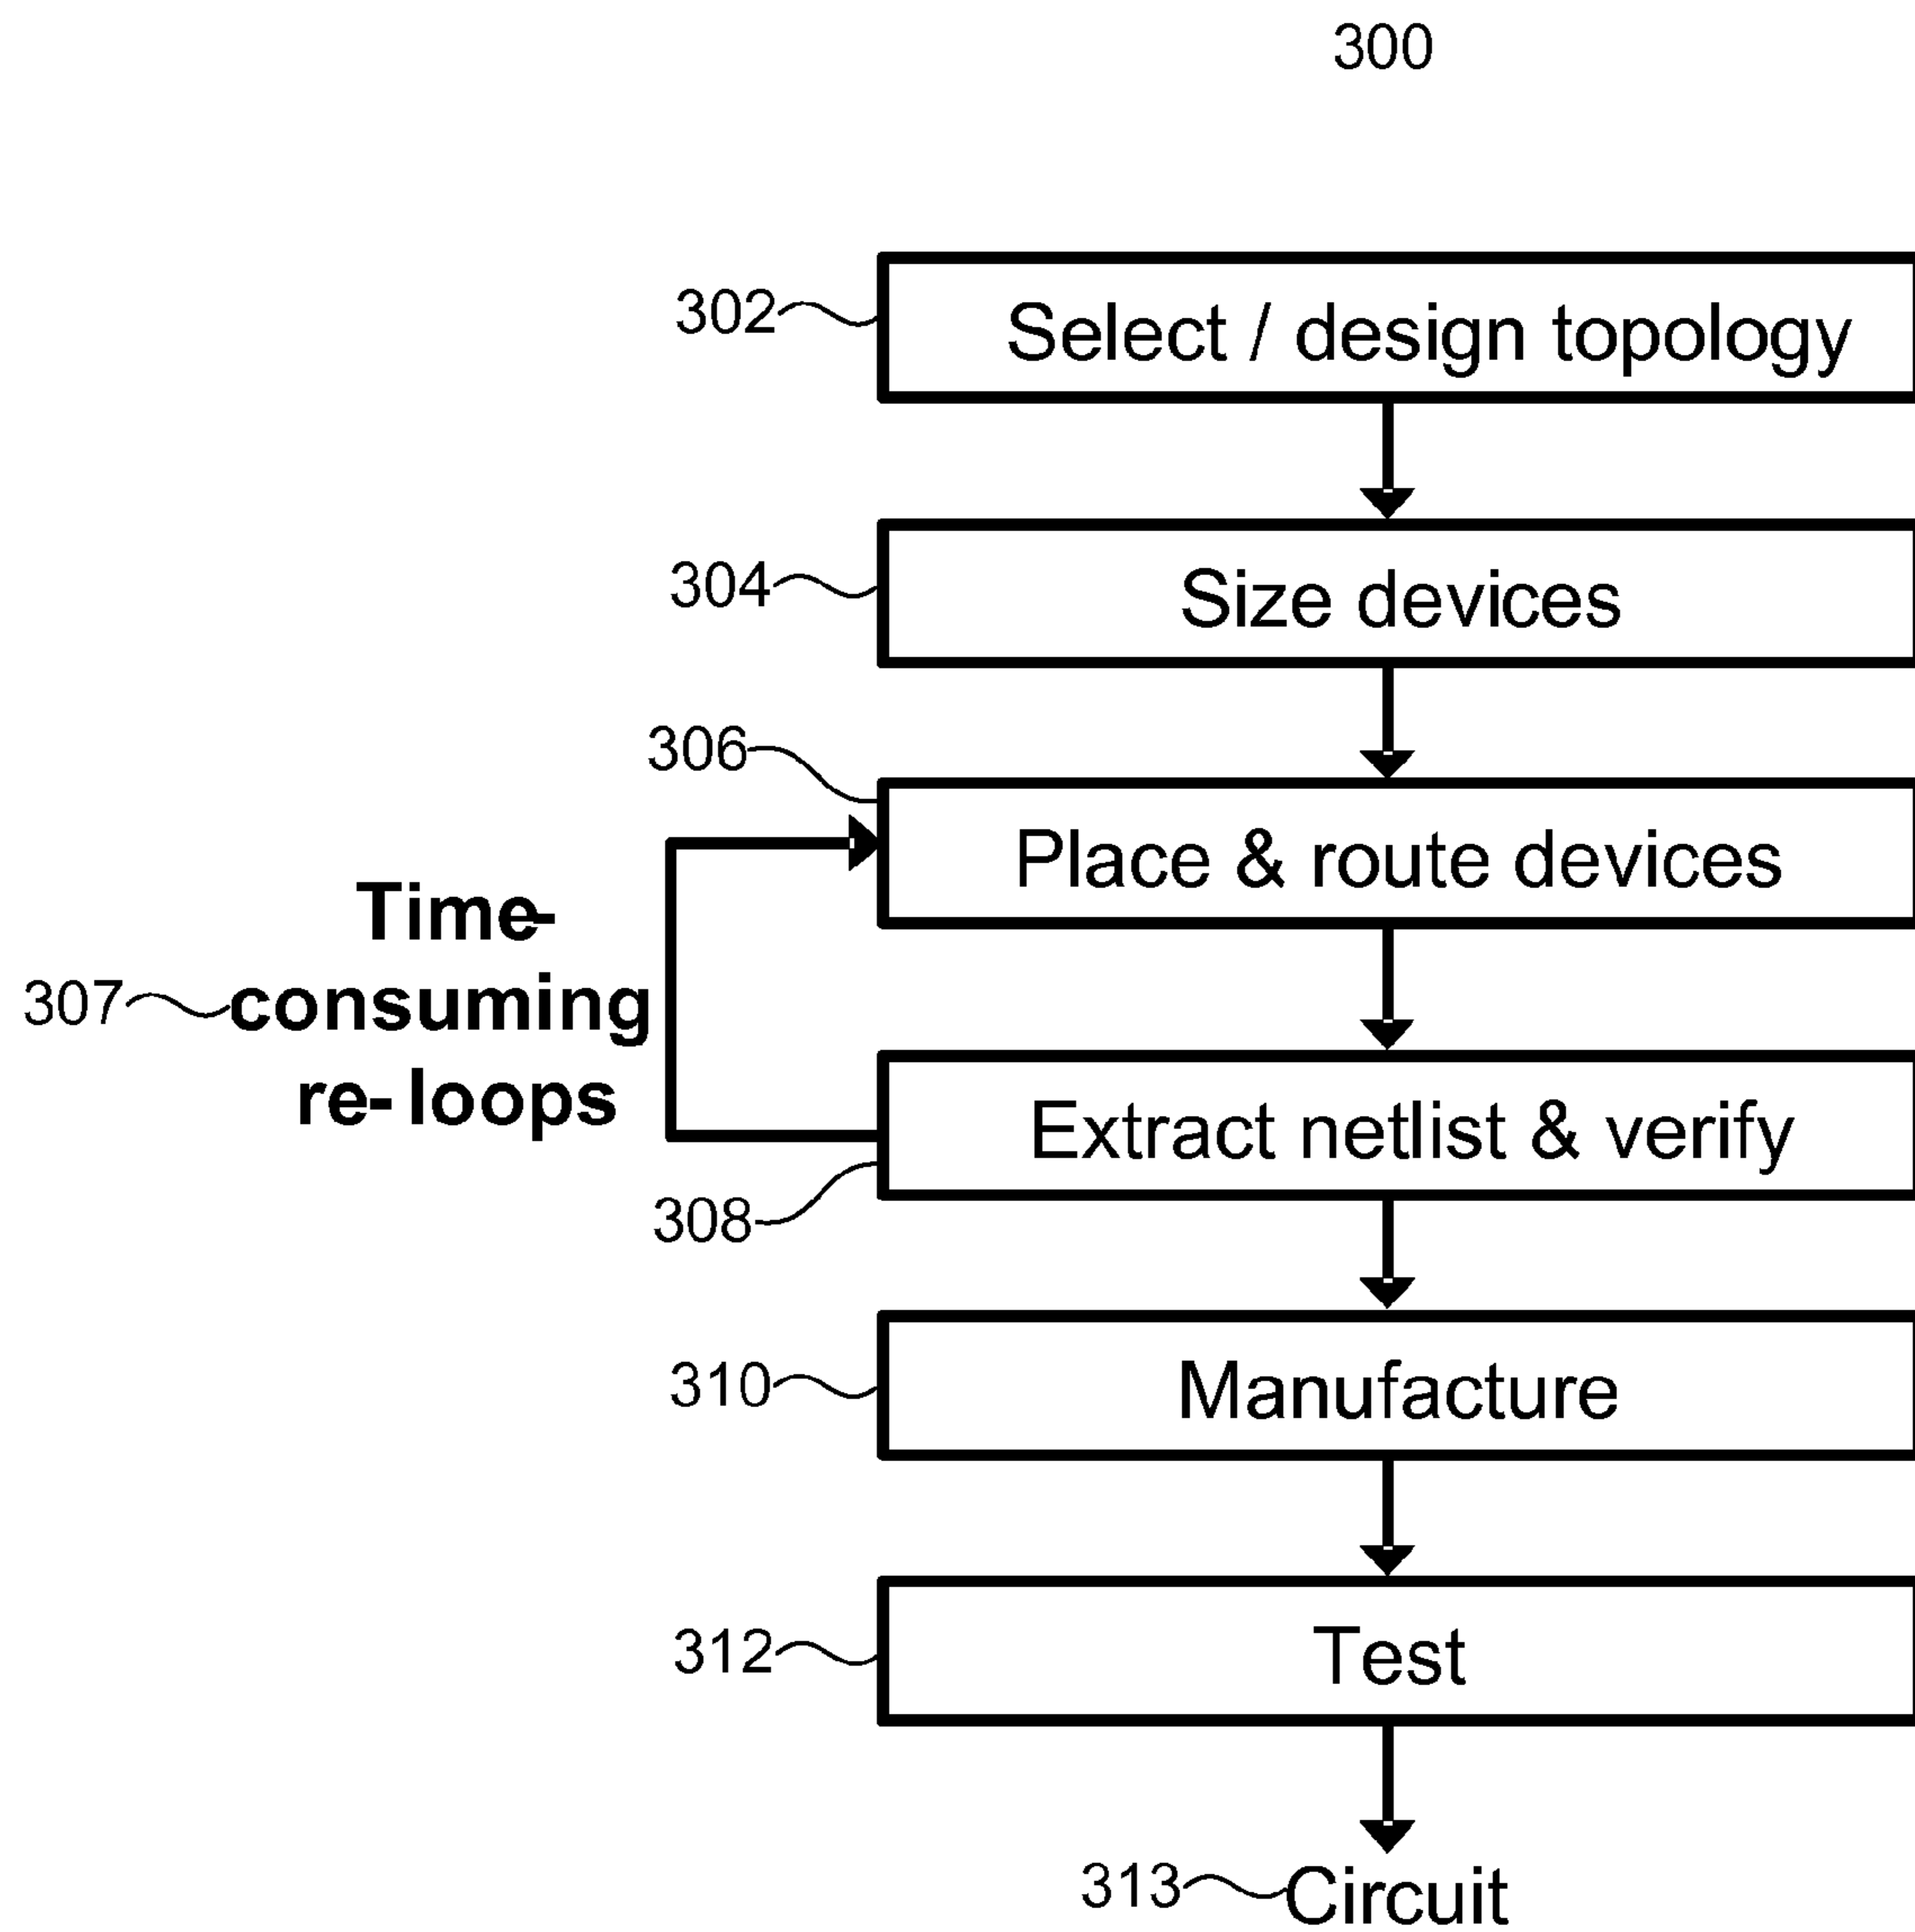 300
302 Select / design topology
304 Size devices
306 Place & route devices
Time-
307 consuming
re-loops
Extract netlist & verify
308
310 Manufacture
312 Test
313 Circuit